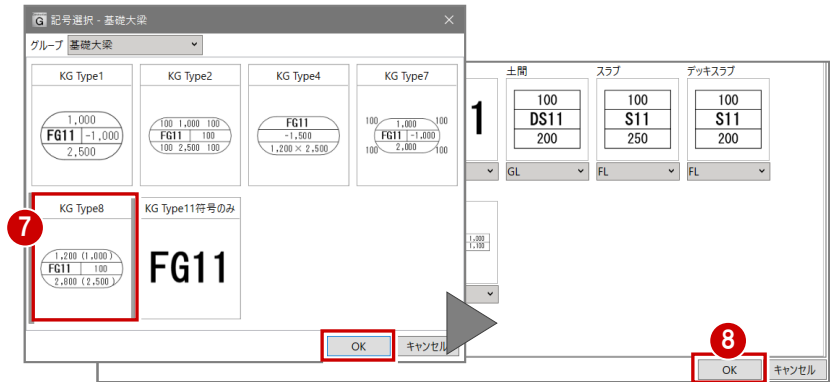 G 記号選択 - 基礎大梁
グループ 基礎大梁
KG Type1
1,000
FG11 -1,000
2,500
KG Type2
100 1,000 100
FG11 100
100 2,500 100
KG Type4
FG11
-1,500
1,200 × 2,500
KG Type7
100 1,000 100
FG11 -1,000
100 2,000 100
7
KG Type8
1,200 (1,000)
FG11 100
2,800 (2,500)
KG Type11符号のみ
FG11
OK キャンセル
1
土間
100
DS11
200
GL
スラブ
100
S11
250
FL
デッキスラブ
100
S11
200
FL
1,000
1,100
8
OK キャンセル